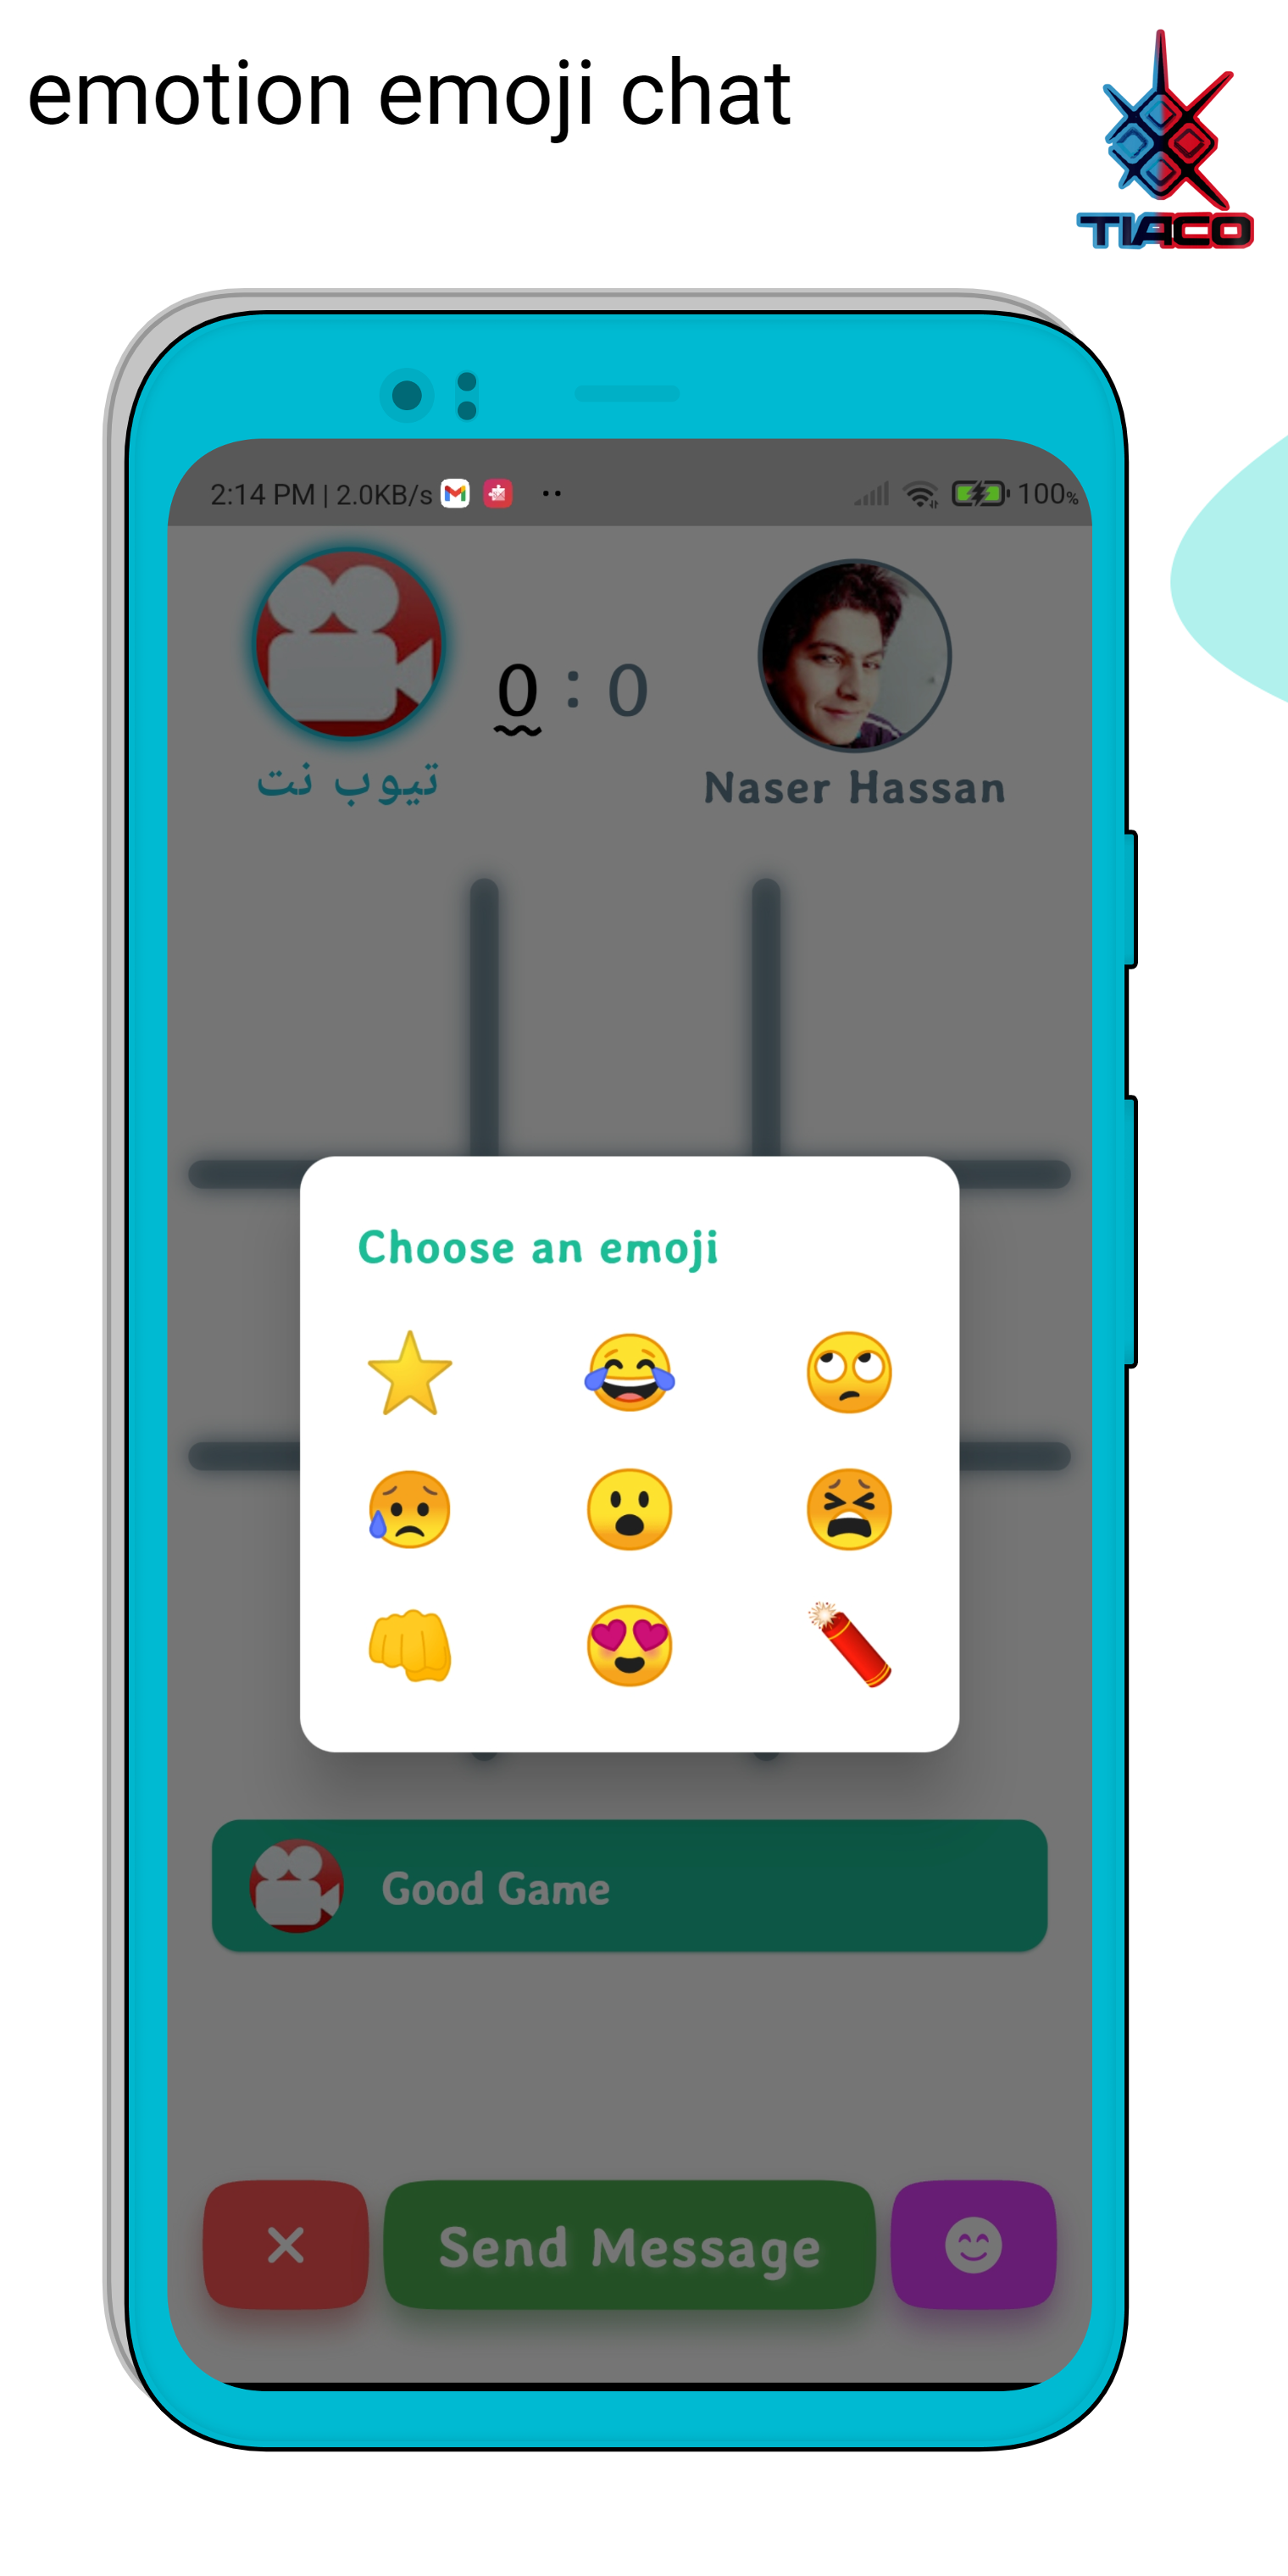 emotion emoji chat
TIACO
2:14 PM | 2.0KB/s
100%
0 : 0
تيوب نت
Naser Hassan
Choose an emoji
Good Game
Send Message